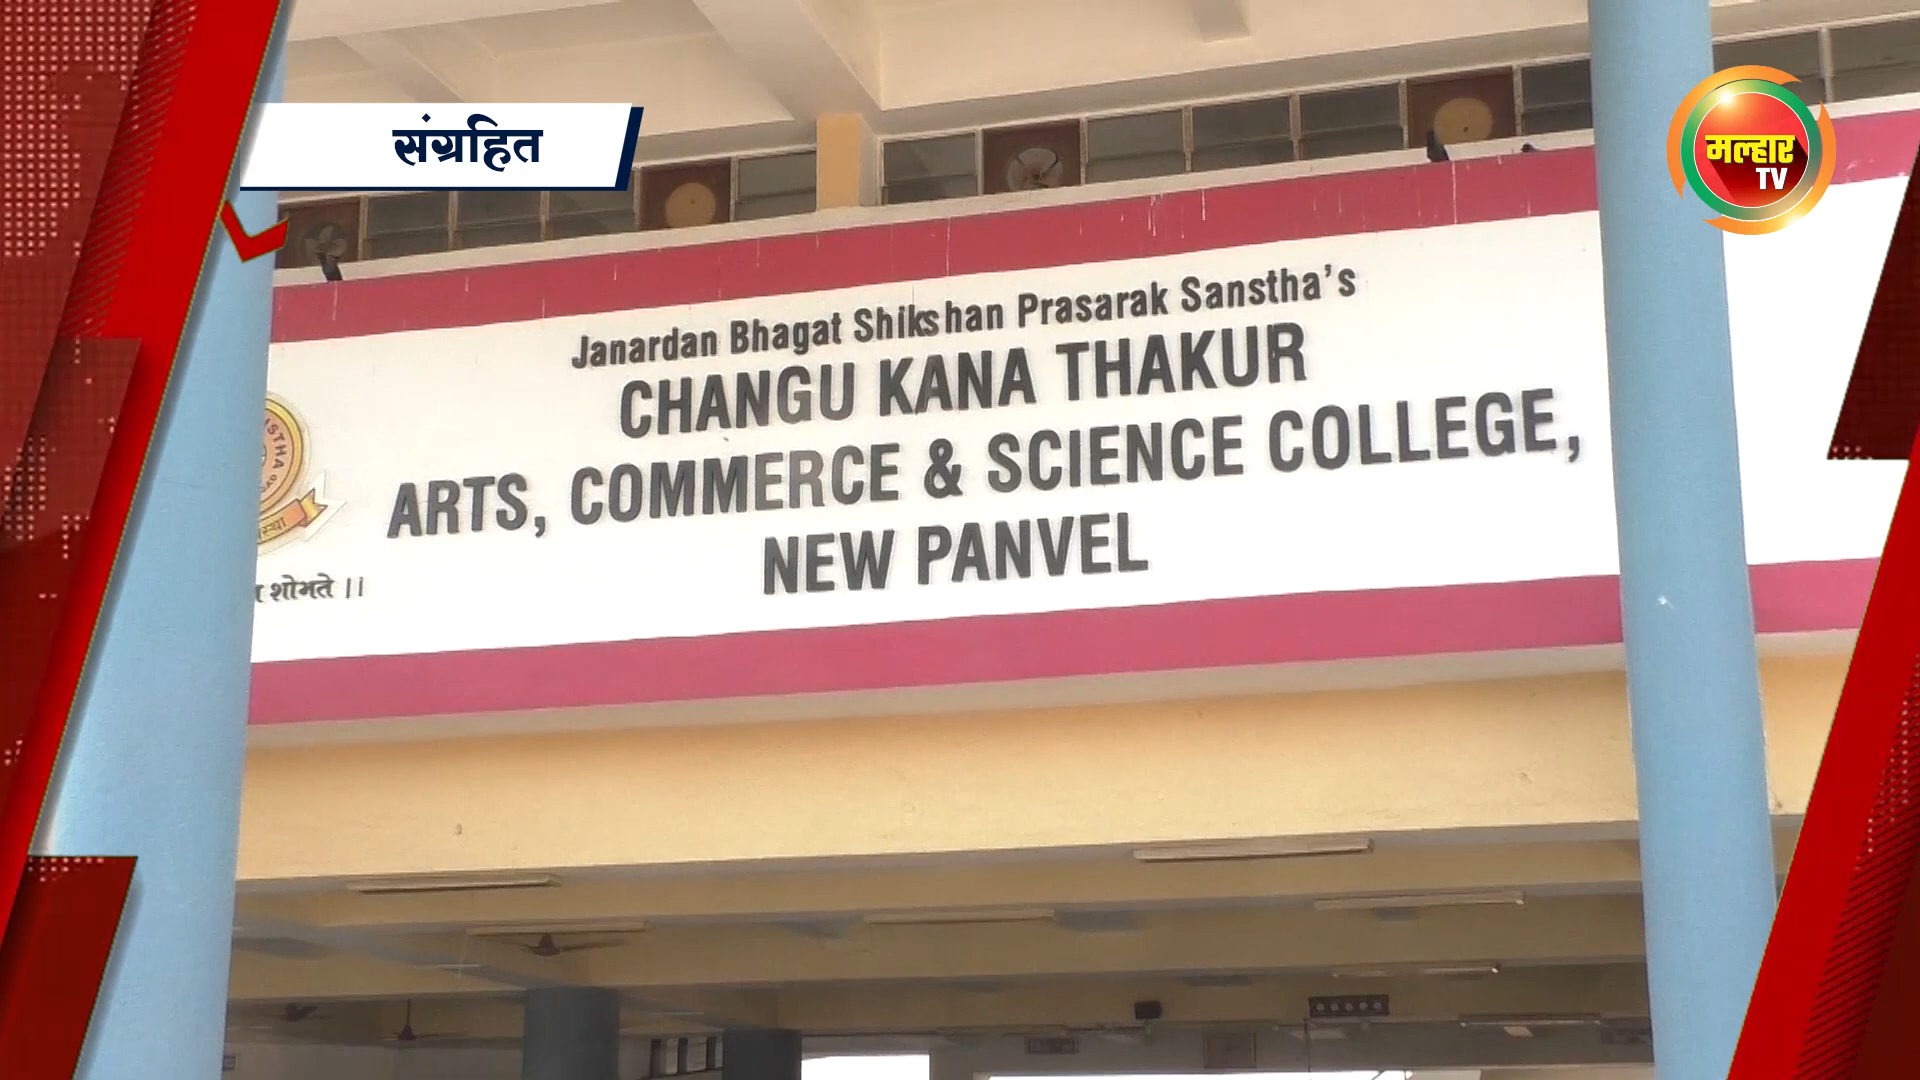 संग्रहित
मल्हार
TV
Janardan Bhagat Shikshan Prasarak Sanstha's
CHANGU KANA THAKUR
ARTS, COMMERCE & SCIENCE COLLEGE,
NEW PANVEL
शोभते ||